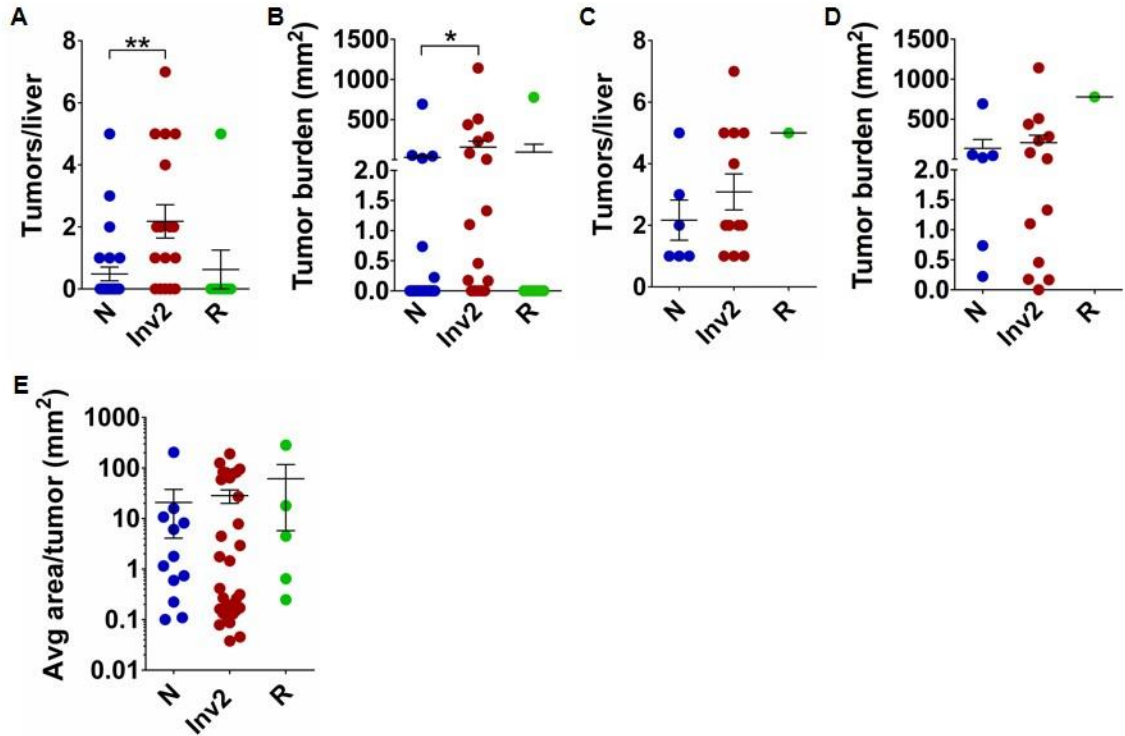 A
Tumors/liver
8
6
4
2
0
**
N
Inv2
R
B
Tumor burden (mm²)
1500
1000
500
2.0
1.5
1.0
0.5
0.0
*
N
Inv2
R
C
Tumors/liver
8
6
4
2
0
N
Inv2
R
D
Tumor burden (mm²)
1500
1000
500
2.0
1.5
1.0
0.5
0.0
N
Inv2
R
E
Avg area/tumor (mm²)
1000
100
10
1
0.1
0.01
N
Inv2
R